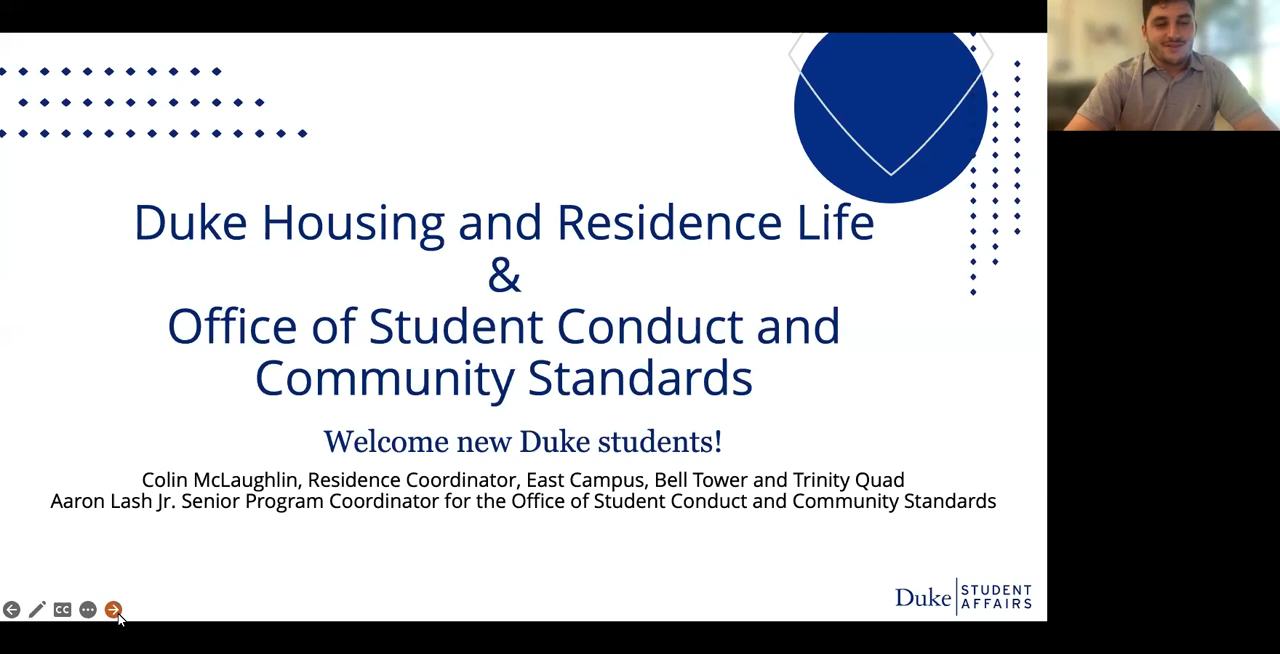 Duke Housing and Residence Life
&
Office of Student Conduct and
Community Standards
Welcome new Duke students!
Colin McLaughlin, Residence Coordinator, East Campus, Bell Tower and Trinity Quad
Aaron Lash Jr. Senior Program Coordinator for the Office of Student Conduct and Community Standards
CC
Duke STUDENT
AFFAIRS